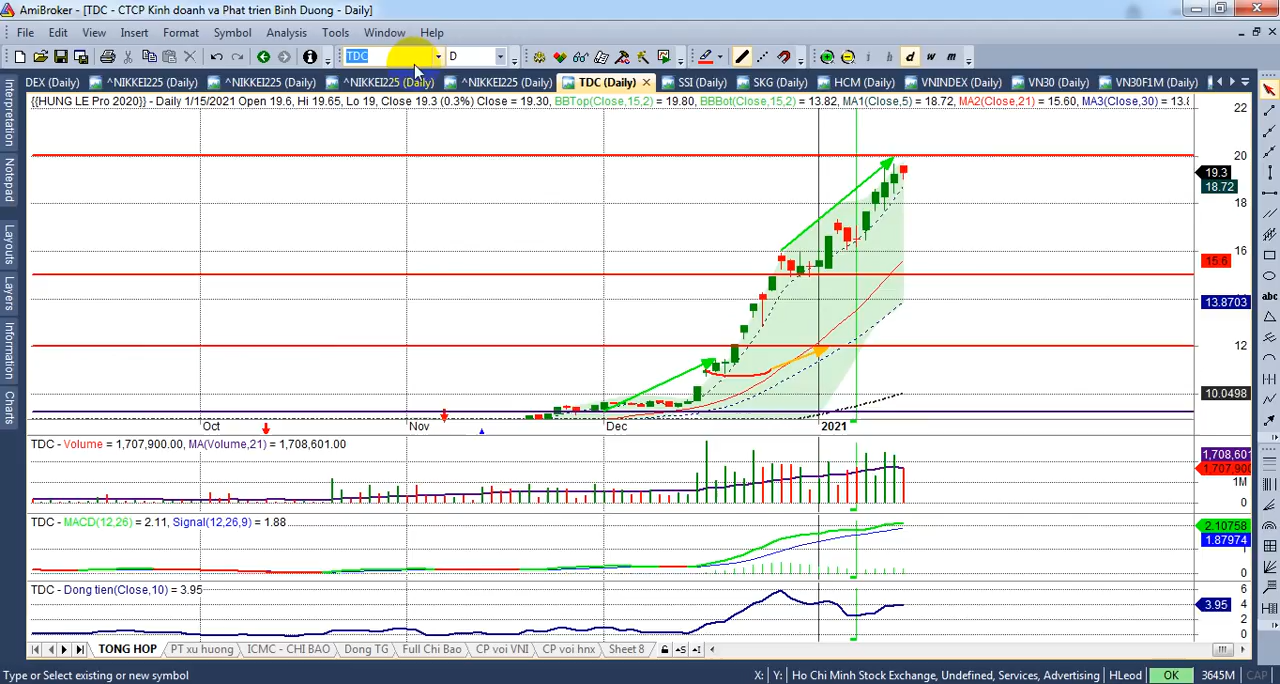 AmiBroker - [TDC - CTCP Kinh doanh va Phat trien Binh Duong - Daily]
File Edit View Insert Format Symbol Analysis Tools Window Help
TDC D d w m
DEX (Daily) ^NIKKEI225 (Daily) ^NIKKEI225 (Daily) ^NIKKEI225 (Daily) ^NIKKEI225 (Daily) TDC (Daily) SSI (Daily) SKG (Daily) HCM (Daily) VNINDEX (Daily) VN30 (Daily) VN30F1M (Daily)
Interpretation
Notepad
Layouts
Layers
Information
Charts
{{HUNG LE Pro 2020}} - Daily 1/15/2021 Open 19.6, Hi 19.65, Lo 19, Close 19.3 (0.3%) Close = 19.30, BBTop(Close,15,2) = 19.80, BBBot(Close,15,2) = 13.82, MA1(Close,5) = 18.72, MA2(Close,21) = 15.60, MA3(Close,30) = 13.8
22
20
19.3
18.72
18
16
15.6
13.8703
12
10.0498
abc
Oct Nov Dec 2021
TDC - Volume = 1,707,900.00, MA(Volume,21) = 1,708,601.00
1,708,601
1,707,900
1M
0
TDC - MACD(12,26) = 2.11, Signal(12,26,9) = 1.88
2.10758
1.87974
0
TDC - Dong tien(Close,10) = 3.95
6
3.95
4
2
0
TONG HOP PT xu huong ICMC - CHI BAO Dong TG Full Chi Bao CP voi VNI CP voi hnx Sheet 8
Type or Select existing or new symbol X: Y: Ho Chi Minh Stock Exchange, Undefined, Services, Advertising HLeod OK 3645M CAP